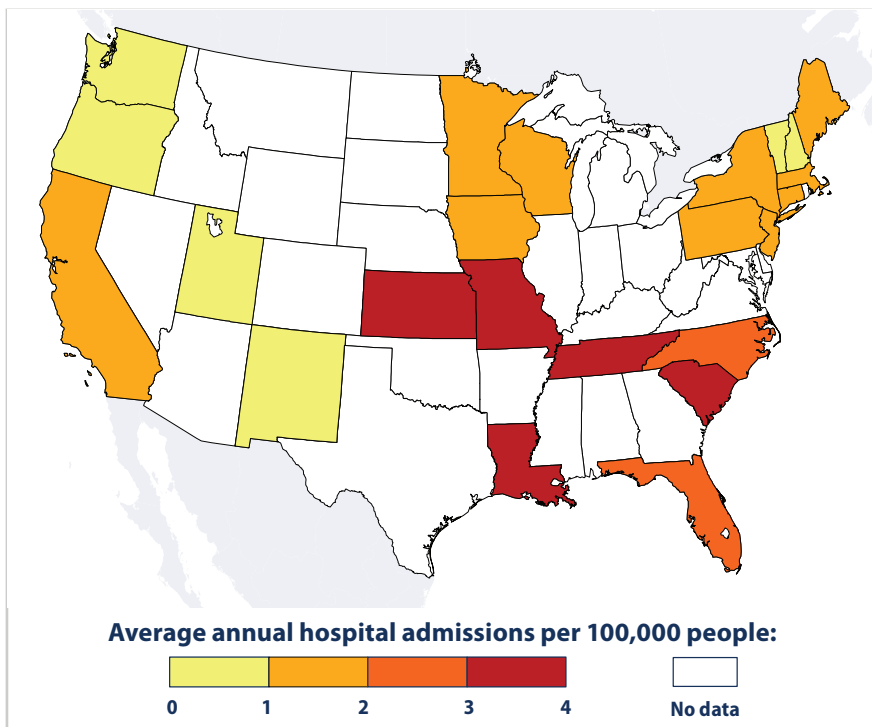 Average annual hospital admissions per 100,000 people:
0 1 2 3 4 No data